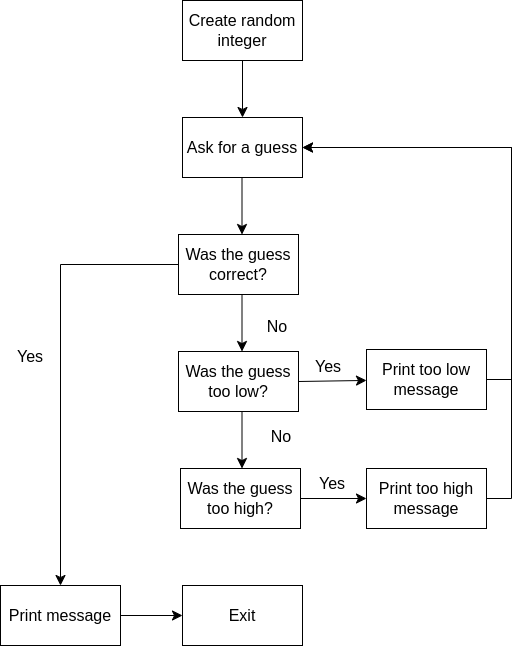 Create random
integer
Ask for a guess
Was the guess
correct?
No
Yes
Was the guess
too low?
Yes
Print too low
message
No
Was the guess
too high?
Yes
Print too high
message
Print message
Exit